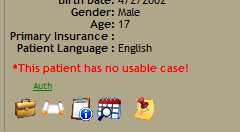 Birth Date: 4/2/2002
Gender: Male
Age: 17
Primary Insurance :
Patient Language : English
*This patient has no usable case!
Auth